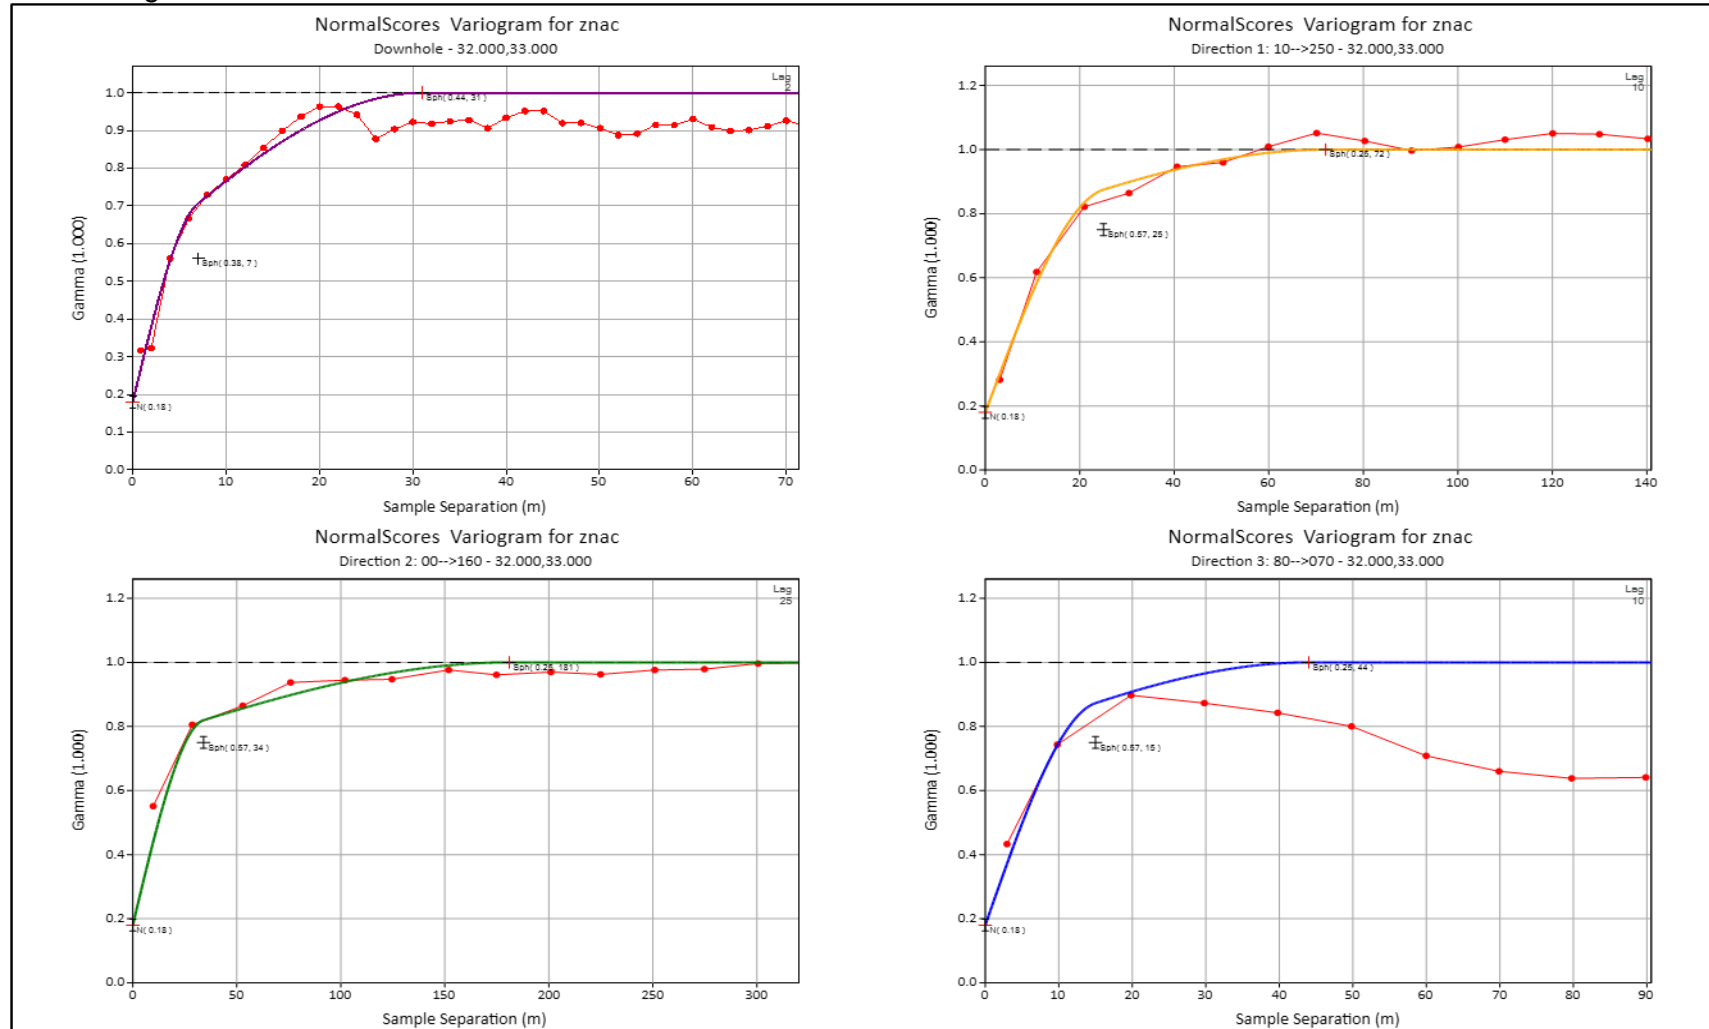 NormalScores Variogram for znac
Downhole - 32.000,33.000
Lag
2
1.0
0.9
0.8
0.7
0.6
0.5
0.4
0.3
0.2
0.1
0.0
Gamma (1.000)
Sph( 0.44, 31 )
Sph( 0.38, 7 )
N( 0.18 )
0 10 20 30 40 50 60 70
Sample Separation (m)
NormalScores Variogram for znac
Direction 1: 10-->250 - 32.000,33.000
Lag
10
1.2
1.0
0.8
0.6
0.4
0.2
0.0
Gamma (1.000)
Sph( 0.25, 72 )
Sph( 0.57, 25 )
N( 0.18 )
0 20 40 60 80 100 120 140
Sample Separation (m)
NormalScores Variogram for znac
Direction 2: 00-->160 - 32.000,33.000
Lag
25
1.2
1.0
0.8
0.6
0.4
0.2
0.0
Gamma (1.000)
Sph( 0.25, 181 )
Sph( 0.57, 34 )
N( 0.18 )
0 50 100 150 200 250 300
Sample Separation (m)
NormalScores Variogram for znac
Direction 3: 80-->070 - 32.000,33.000
Lag
10
1.2
1.0
0.8
0.6
0.4
0.2
0.0
Gamma (1.000)
Sph( 0.25, 44 )
Sph( 0.57, 15 )
N( 0.18 )
0 10 20 30 40 50 60 70 80 90
Sample Separation (m)